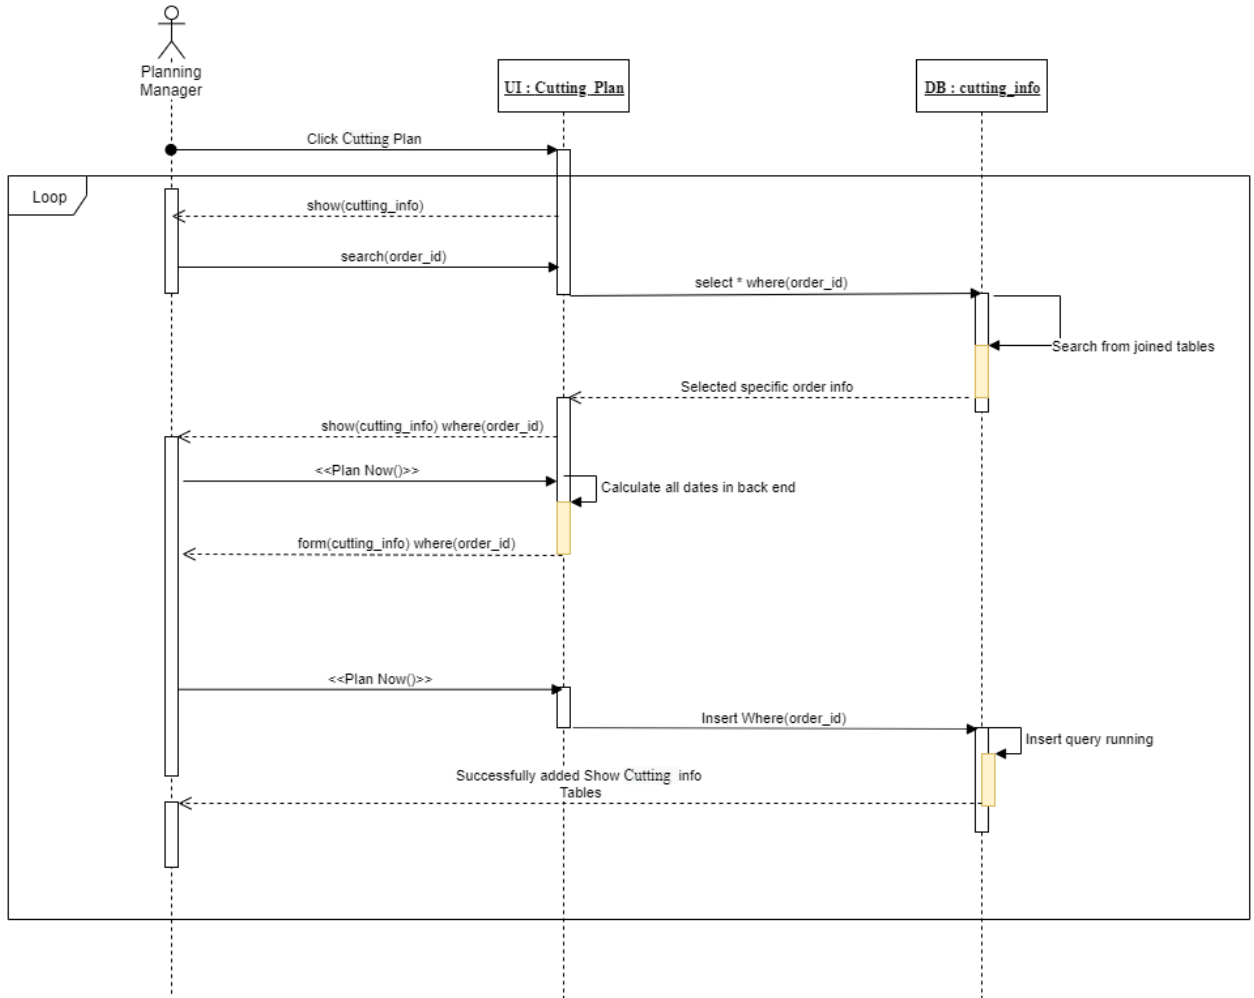 Planning
Manager
UI : Cutting_Plan
DB : cutting_info
Click Cutting Plan
Loop
show(cutting_info)
search(order_id)
select * where(order_id)
Search from joined tables
Selected specific order info
show(cutting_info) where(order_id)
<<Plan Now()>>
Calculate all dates in back end
form(cutting_info) where(order_id)
<<Plan Now()>>
Insert Where(order_id)
Insert query running
Successfully added Show Cutting info
Tables